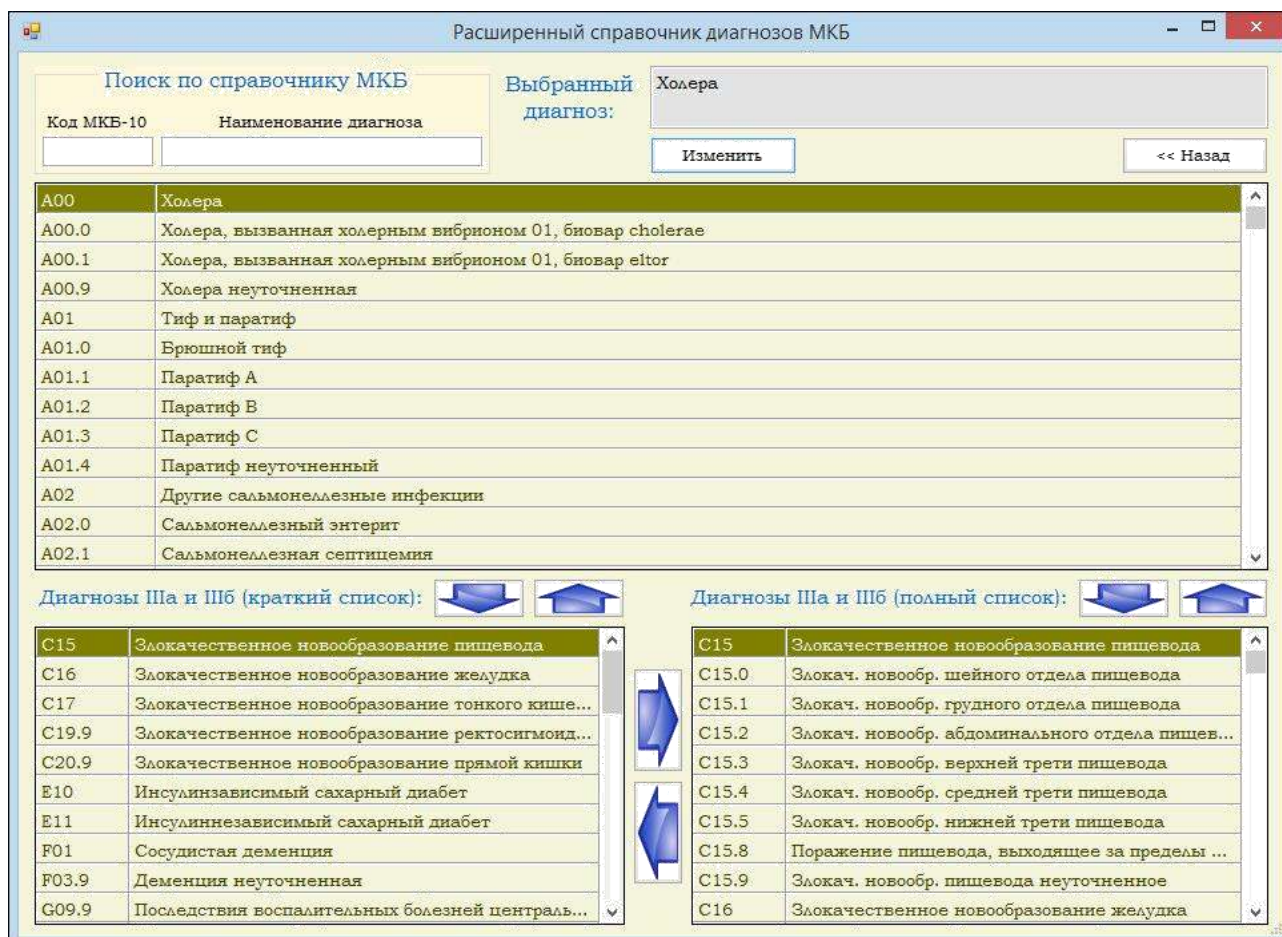 Расширенный справочник диагнозов МКБ
Поиск по справочнику МКБ
Код МКБ-10 Наименование диагноза
Выбранный
диагноз:
Холера
Изменить
<< Назад
A00 Холера
A00.0 Холера, вызванная холерным вибрионом 01, биовар cholerae
A00.1 Холера, вызванная холерным вибрионом 01, биовар eltor
A00.9 Холера неуточненная
A01 Тиф и паратиф
A01.0 Брюшной тиф
A01.1 Паратиф A
A01.2 Паратиф B
A01.3 Паратиф C
A01.4 Паратиф неуточненный
A02 Другие сальмонеллезные инфекции
A02.0 Сальмонеллезный энтерит
A02.1 Сальмонеллезная септицемия
Диагнозы IIIа и IIIб (краткий список):
C15 Злокачественное новообразование пищевода
C16 Злокачественное новообразование желудка
C17 Злокачественное новообразование тонкого кише...
C19.9 Злокачественное новообразование ректосигмоид...
C20.9 Злокачественное новообразование прямой кишки
E10 Инсулинзависимый сахарный диабет
E11 Инсулиннезависимый сахарный диабет
F01 Сосудистая деменция
F03.9 Деменция неуточненная
G09.9 Последствия воспалительных болезней централь...
Диагнозы IIIа и IIIб (полный список):
C15 Злокачественное новообразование пищевода
C15.0 Злокач. новообр. шейного отдела пищевода
C15.1 Злокач. новообр. грудного отдела пищевода
C15.2 Злокач. новообр. абдоминального отдела пищев...
C15.3 Злокач. новообр. верхней трети пищевода
C15.4 Злокач. новообр. средней трети пищевода
C15.5 Злокач. новообр. нижней трети пищевода
C15.8 Поражение пищевода, выходящее за пределы ...
C15.9 Злокач. новообр. пищевода неуточненное
C16 Злокачественное новообразование желудка